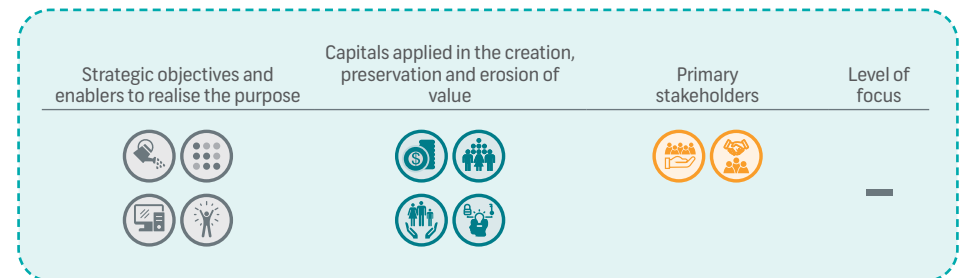 Strategic objectives and
enablers to realise the purpose
Capitals applied in the creation,
preservation and erosion of
value
Primary
stakeholders
Level of
focus
$